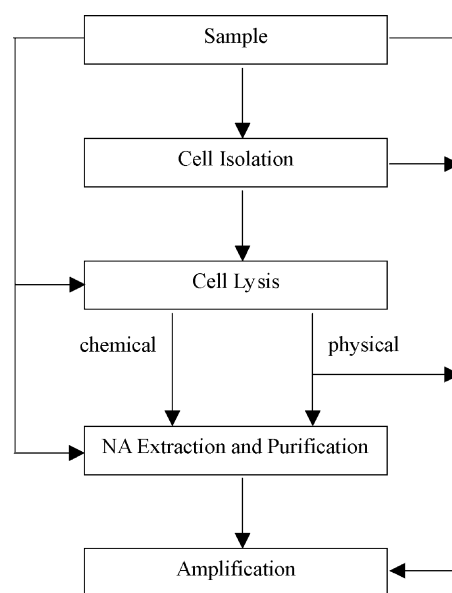 Sample
Cell Isolation
Cell Lysis
chemical
physical
NA Extraction and Purification
Amplification